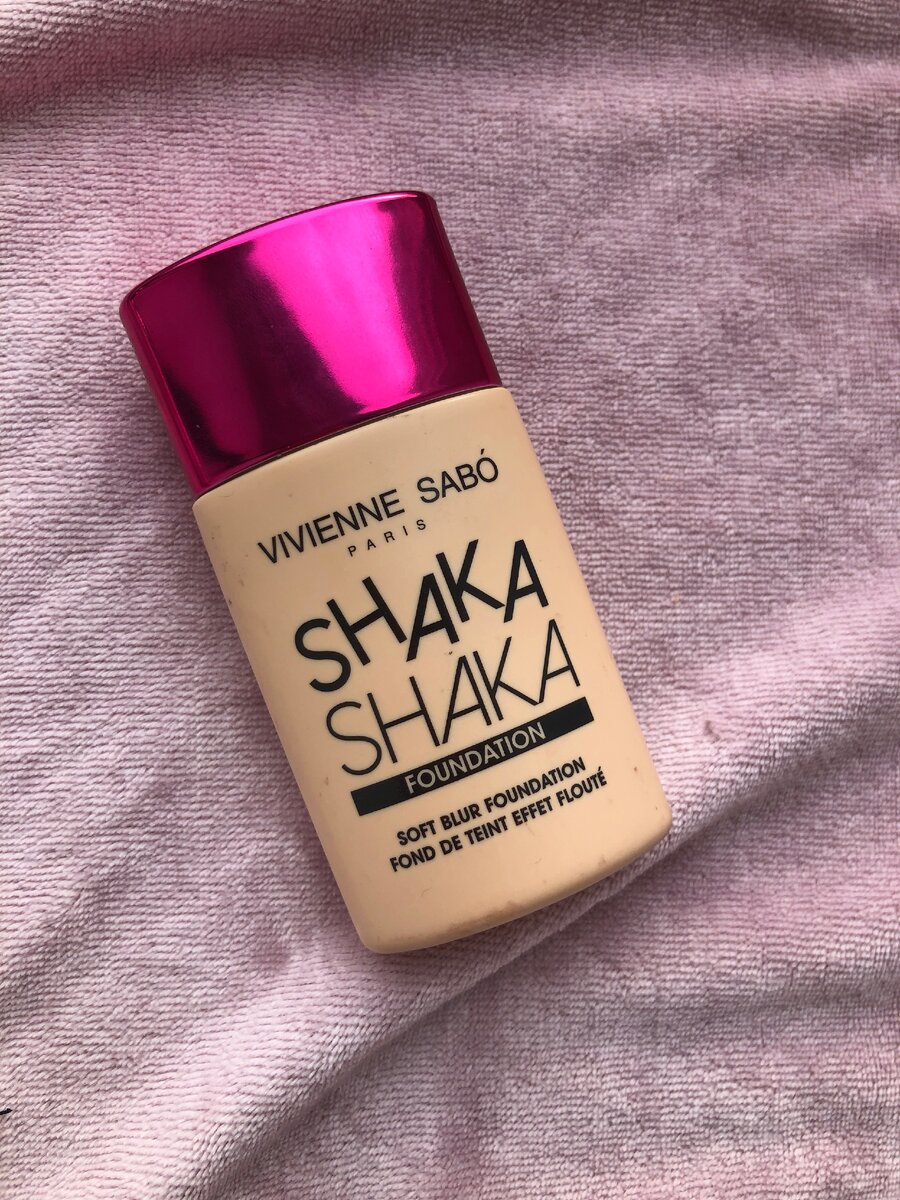 VIVIENNE SABÓ
PARIS
SHAKA
SHAKA
FOUNDATION
SOFT BLUR FOUNDATION
FOND DE TEINT EFFET FLOUTÉ